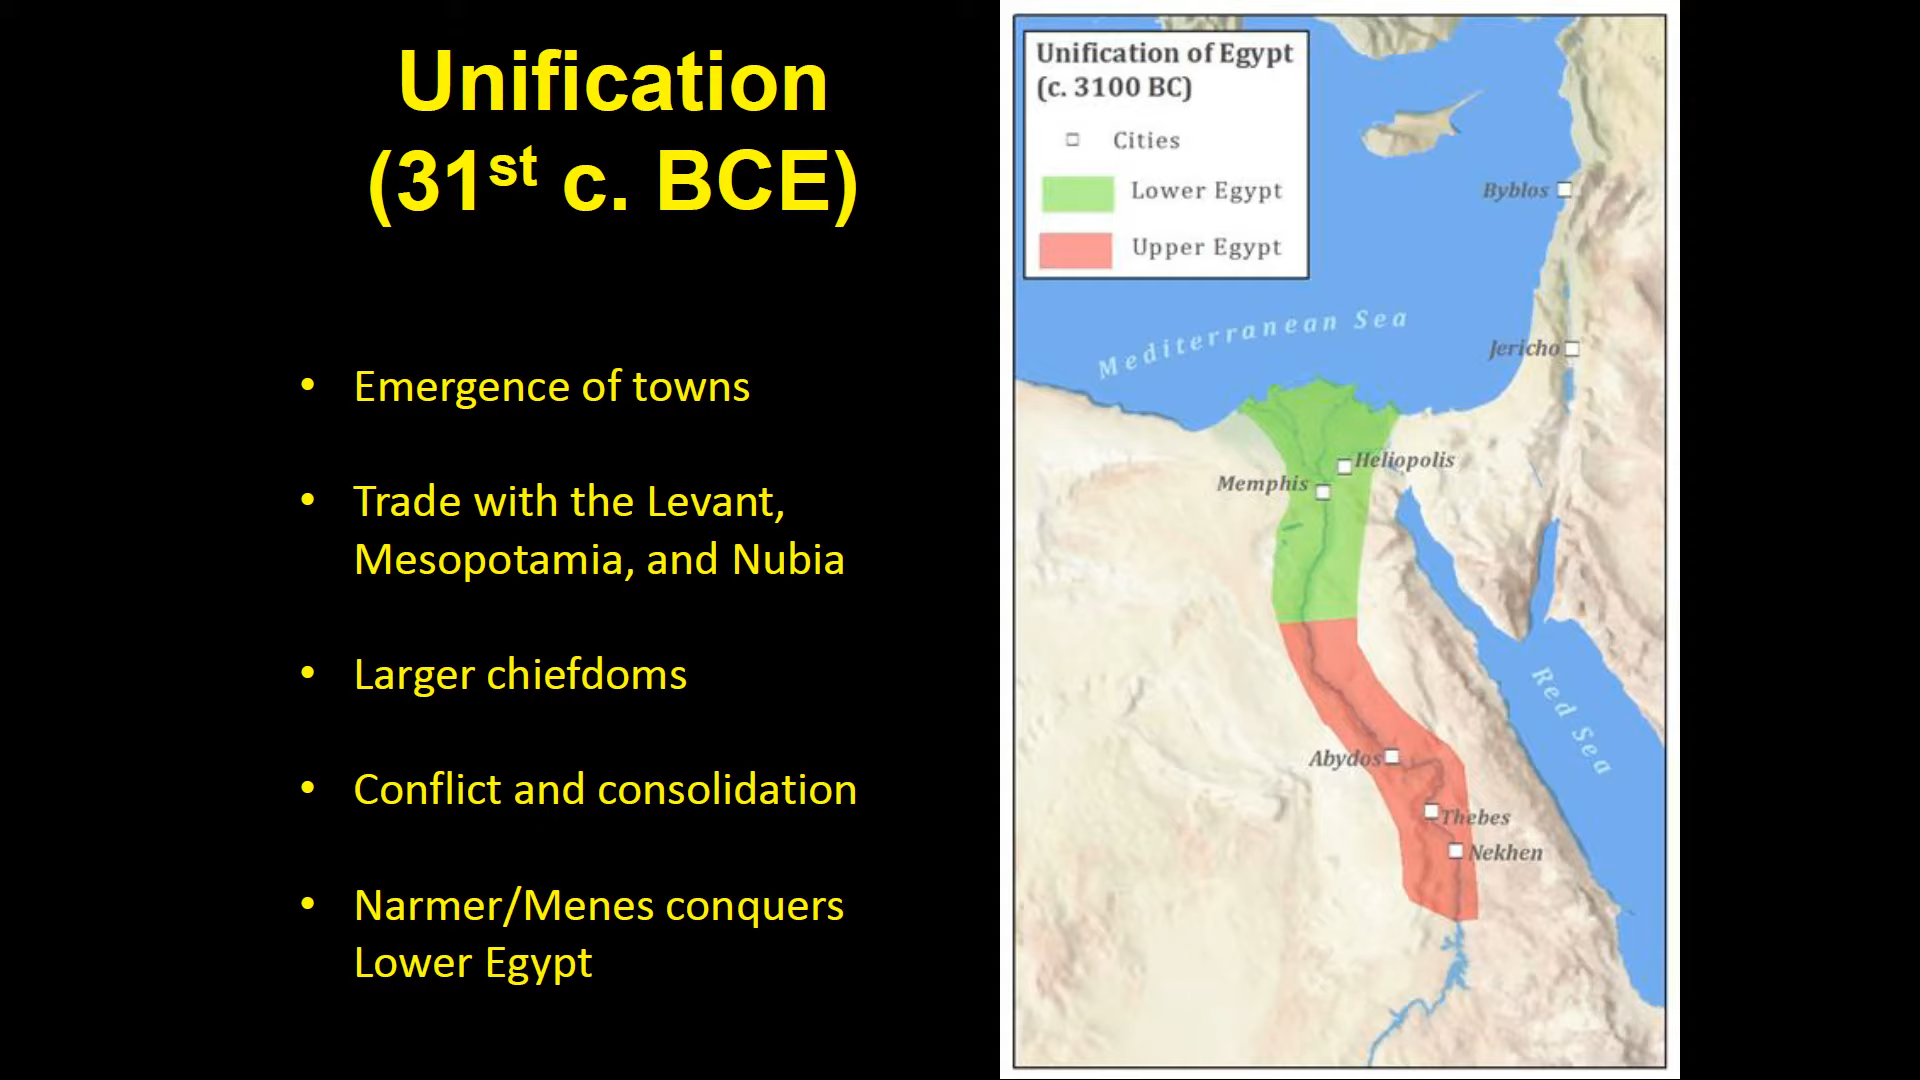 Unification
(31st c. BCE)
• Emergence of towns
• Trade with the Levant,
Mesopotamia, and Nubia
• Larger chiefdoms
• Conflict and consolidation
• Narmer/Menes conquers
Lower Egypt
Unification of Egypt
(c. 3100 BC)
Cities
Lower Egypt
Upper Egypt
Byblos
Mediterranean Sea
Jericho
Heliopolis
Memphis
Red Sea
Abydos
Thebes
Nekhen